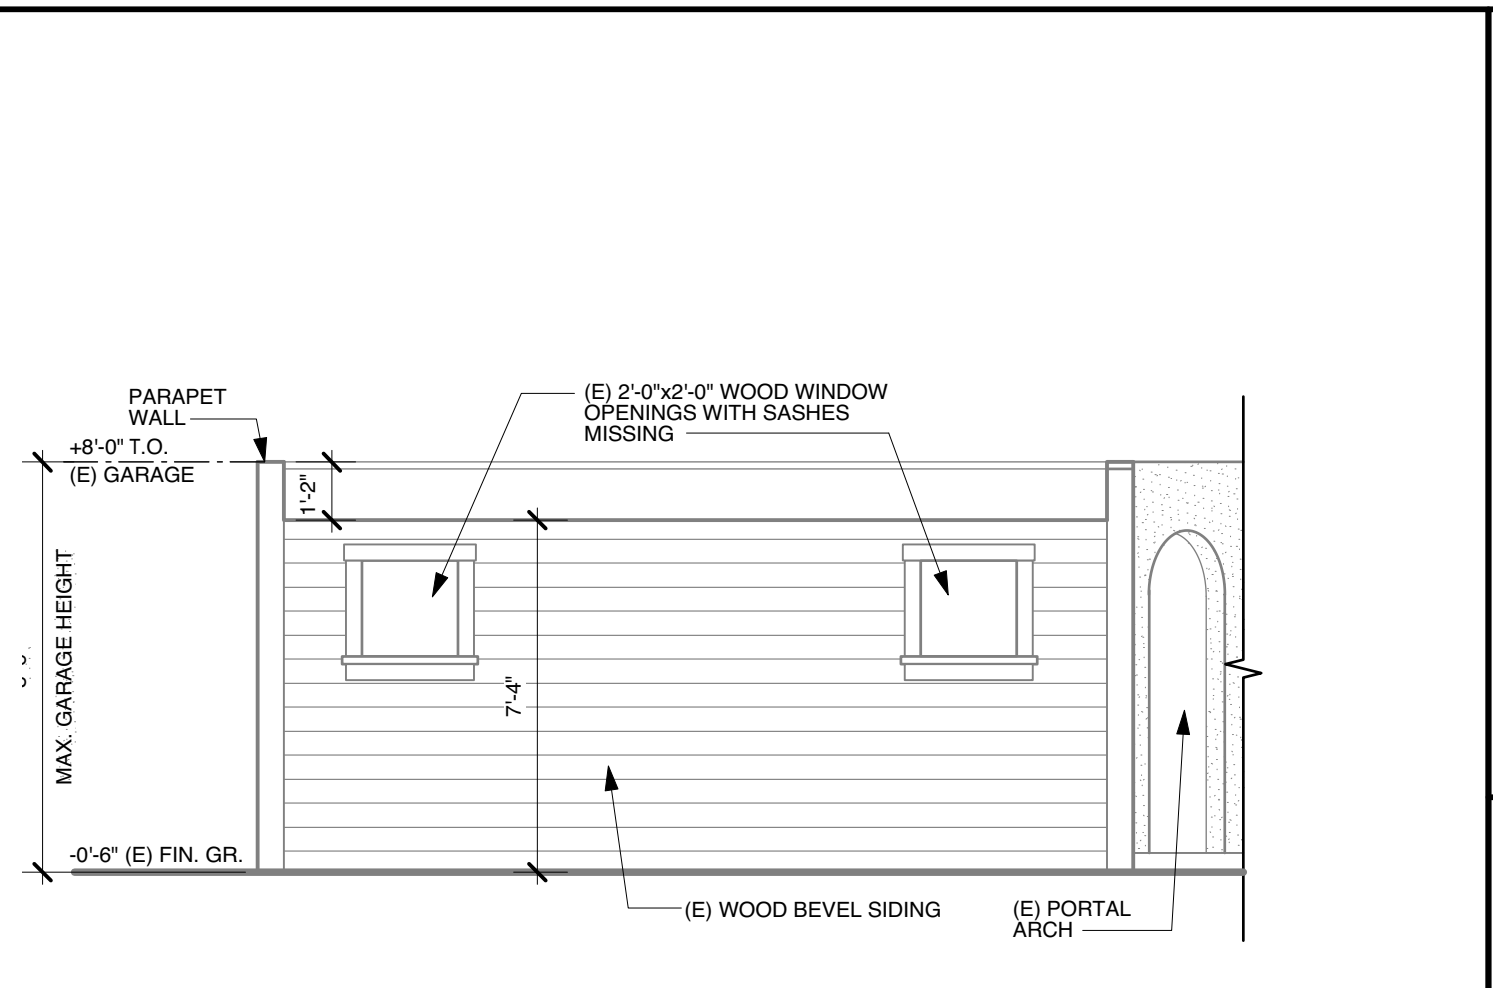 PARAPET
WALL
(E) 2'-0"x2'-0" WOOD WINDOW
OPENINGS WITH SASHES
MISSING
+8'-0" T.O.
(E) GARAGE
1'-2"
MAX. GARAGE HEIGHT
7'-4"
-0'-6" (E) FIN. GR.
(E) WOOD BEVEL SIDING
(E) PORTAL
ARCH